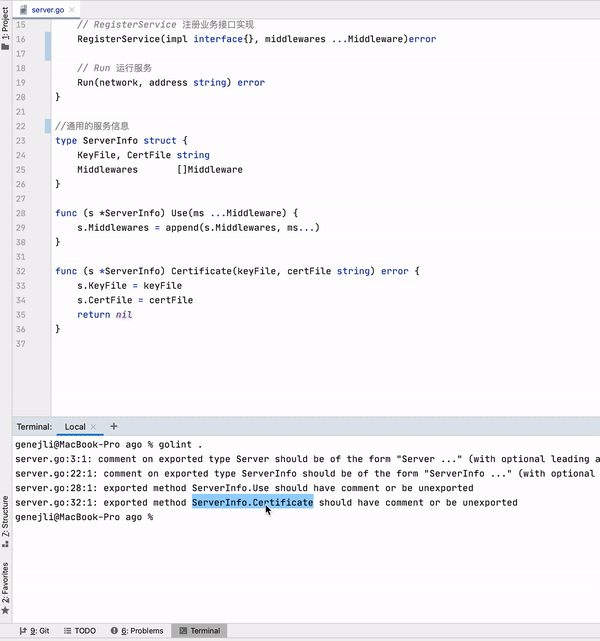 server.go
1: Project
15 // RegisterService 注册业务接口实现
16 RegisterService(impl interface{}, middlewares ...Middleware)error
17
18 // Run 运行服务
19 Run(network, address string) error
20 }
21
22 //通用的服务信息
23 type ServerInfo struct {
24 KeyFile, CertFile string
25 Middlewares []Middleware
26 }
27
28 func (s *ServerInfo) Use(ms ...Middleware) {
29 s.Middlewares = append(s.Middlewares, ms...)
30 }
31
32 func (s *ServerInfo) Certificate(keyFile, certFile string) error {
33 s.KeyFile = keyFile
34 s.CertFile = certFile
35 return nil
36 }
37
Terminal: Local +
genejli@MacBook-Pro ago % golint .
server.go:3:1: comment on exported type Server should be of the form "Server ..." (with optional leading a
server.go:22:1: comment on exported type ServerInfo should be of the form "ServerInfo ..." (with optional
server.go:28:1: exported method ServerInfo.Use should have comment or be unexported
server.go:32:1: exported method ServerInfo.Certificate should have comment or be unexported
genejli@MacBook-Pro ago %
7: Structure
2: Favorites
9: Git TODO 6: Problems Terminal